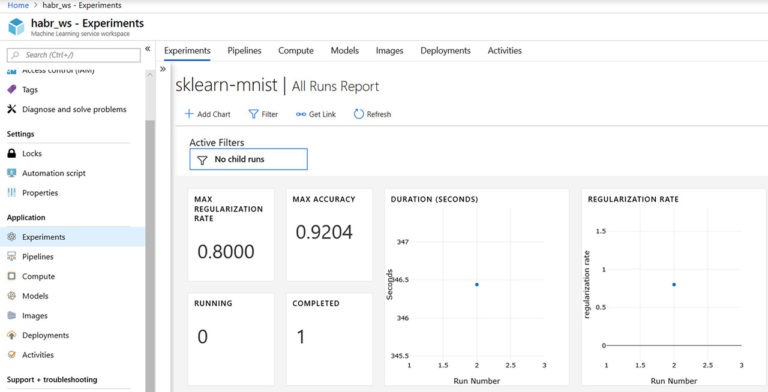 Home > habr_ws - Experiments
habr_ws - Experiments
Machine Learning service workspace
Search (Ctrl+/)
«
»
Access control (IAM)
Tags
Diagnose and solve problems
Settings
Locks
Automation script
Properties
Application
Experiments
Pipelines
Compute
Models
Images
Deployments
Activities
Support + troubleshooting
Experiments Pipelines Compute Models Images Deployments Activities
sklearn-mnist | All Runs Report
Add Chart Filter Get Link Refresh
Active Filters
No child runs
MAX
REGULARIZATION
RATE
0.8000
MAX ACCURACY
0.9204
RUNNING
0
COMPLETED
1
DURATION (SECONDS)
Seconds
347
346.5
346
345.5
1 1.5 2 2.5 3
Run Number
REGULARIZATION RATE
regularization rate
1.5
1
0.5
0
1 1.5 2 2.5 3
Run Number